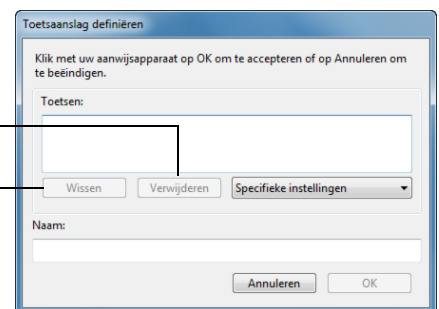 Toetsaanslag definiëren
Klik met uw aanwijsapparaat op OK om te accepteren of op Annuleren om
te beëindigen.
Toetsen:
Wissen Verwijderen Specifieke instellingen
Naam:
Annuleren OK